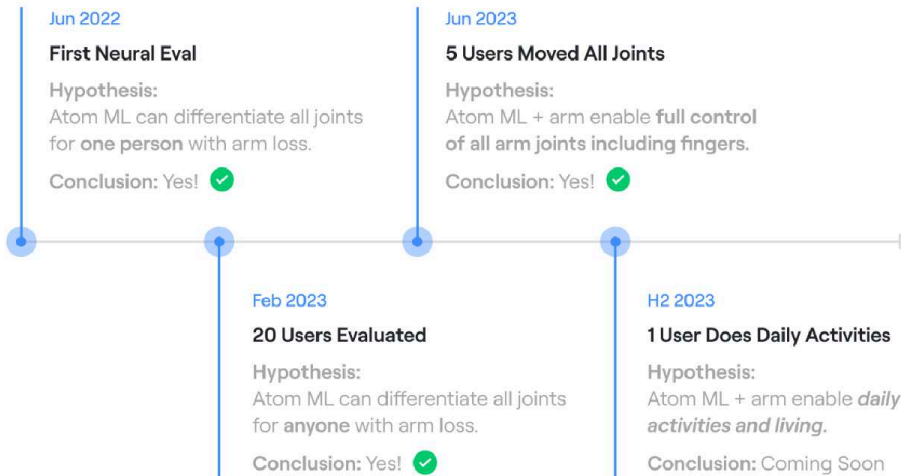 Jun 2022
First Neural Eval
Hypothesis:
Atom ML can differentiate all joints
for one person with arm loss.
Conclusion: Yes!
Jun 2023
5 Users Moved All Joints
Hypothesis:
Atom ML + arm enable full control
of all arm joints including fingers.
Conclusion: Yes!
Feb 2023
20 Users Evaluated
Hypothesis:
Atom ML can differentiate all joints
for anyone with arm loss.
Conclusion: Yes!
H2 2023
1 User Does Daily Activities
Hypothesis:
Atom ML + arm enable daily
activities and living.
Conclusion: Coming Soon